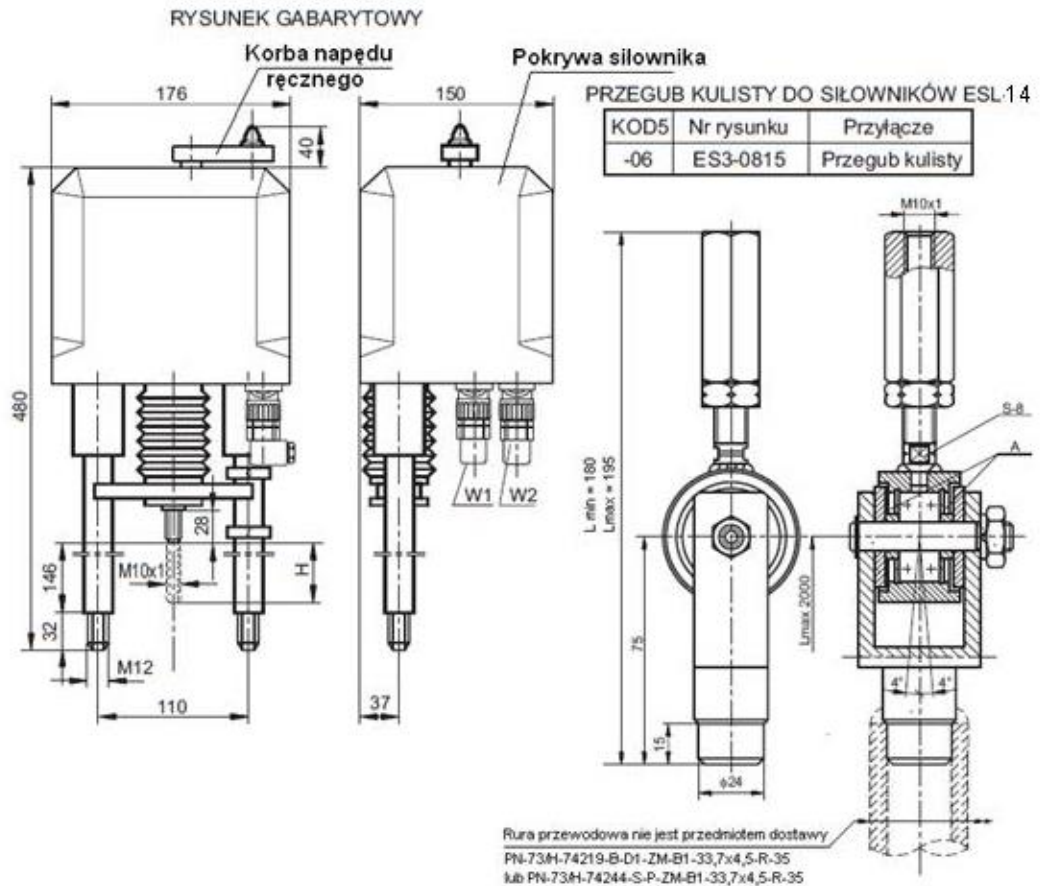 RYSUNEK GABARYTOWY
Korba napędu
ręcznego
Pokrywa siłownika
176
150
40
480
PRZEGUB KULISTY DO SIŁOWNIKÓW ESL14
KOD5 Nr rysunku Przyłącze
-06 ES3-0815 Przegub kulisty
M10x1
S-8
A
L min = 180
Lmax = 195
W1 W2
28
M10x1
H
146
32
M12
110
37
75
Lmax 2000
4° 4°
15
ϕ24
Rura przewodowa nie jest przedmiotem dostawy
PN-73/H-74219-B-D1-ZM-B1-33,7x4,5-R-35
lub PN-73/H-74244-S-P-ZM-B1-33,7x4,5-R-35